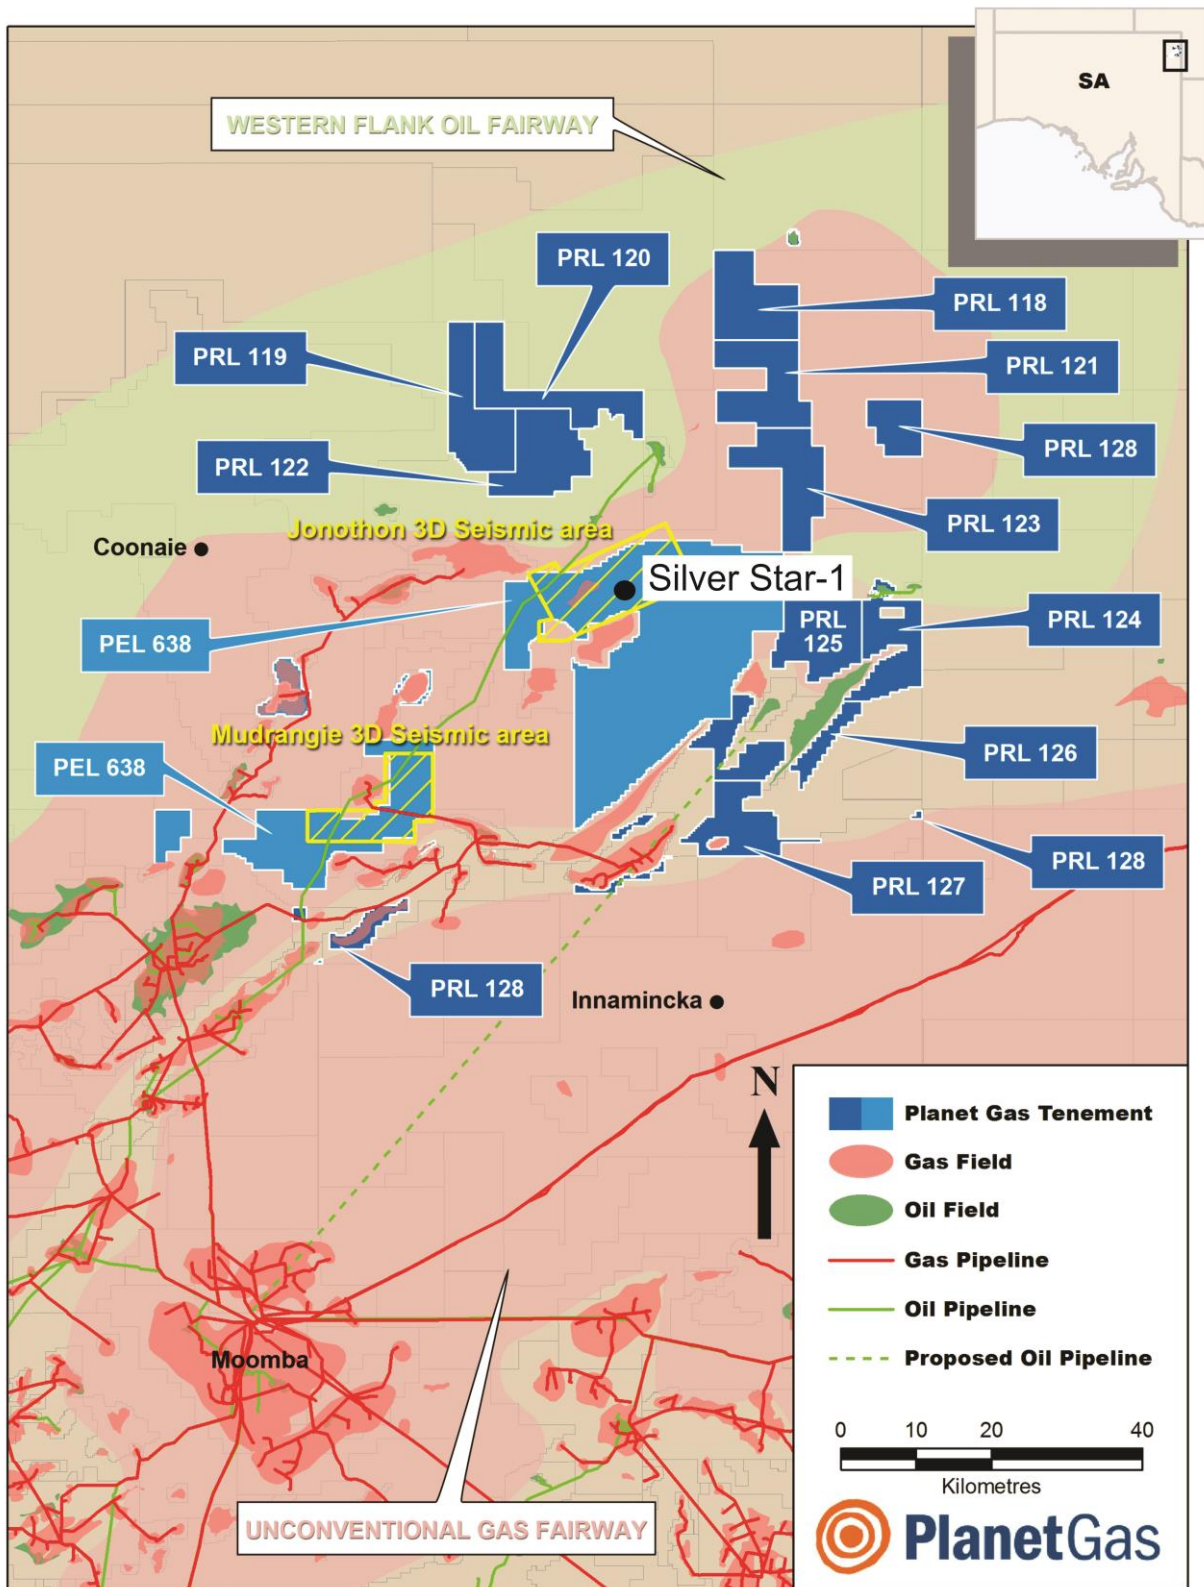 SA
WESTERN FLANK OIL FAIRWAY
PRL 120
PRL 118
PRL 119
PRL 121
PRL 122
PRL 128
PRL 123
Jonothon 3D Seismic area
Coonaie
Silver Star-1
PEL 638
PRL
125
PRL 124
Mudrangie 3D Seismic area
PRL 126
PEL 638
PRL 128
PRL 127
PRL 128
Innamincka
N
Planet Gas Tenement
Gas Field
Oil Field
Gas Pipeline
Oil Pipeline
Proposed Oil Pipeline
Moomba
0 10 20 40
Kilometres
UNCONVENTIONAL GAS FAIRWAY
PlanetGas